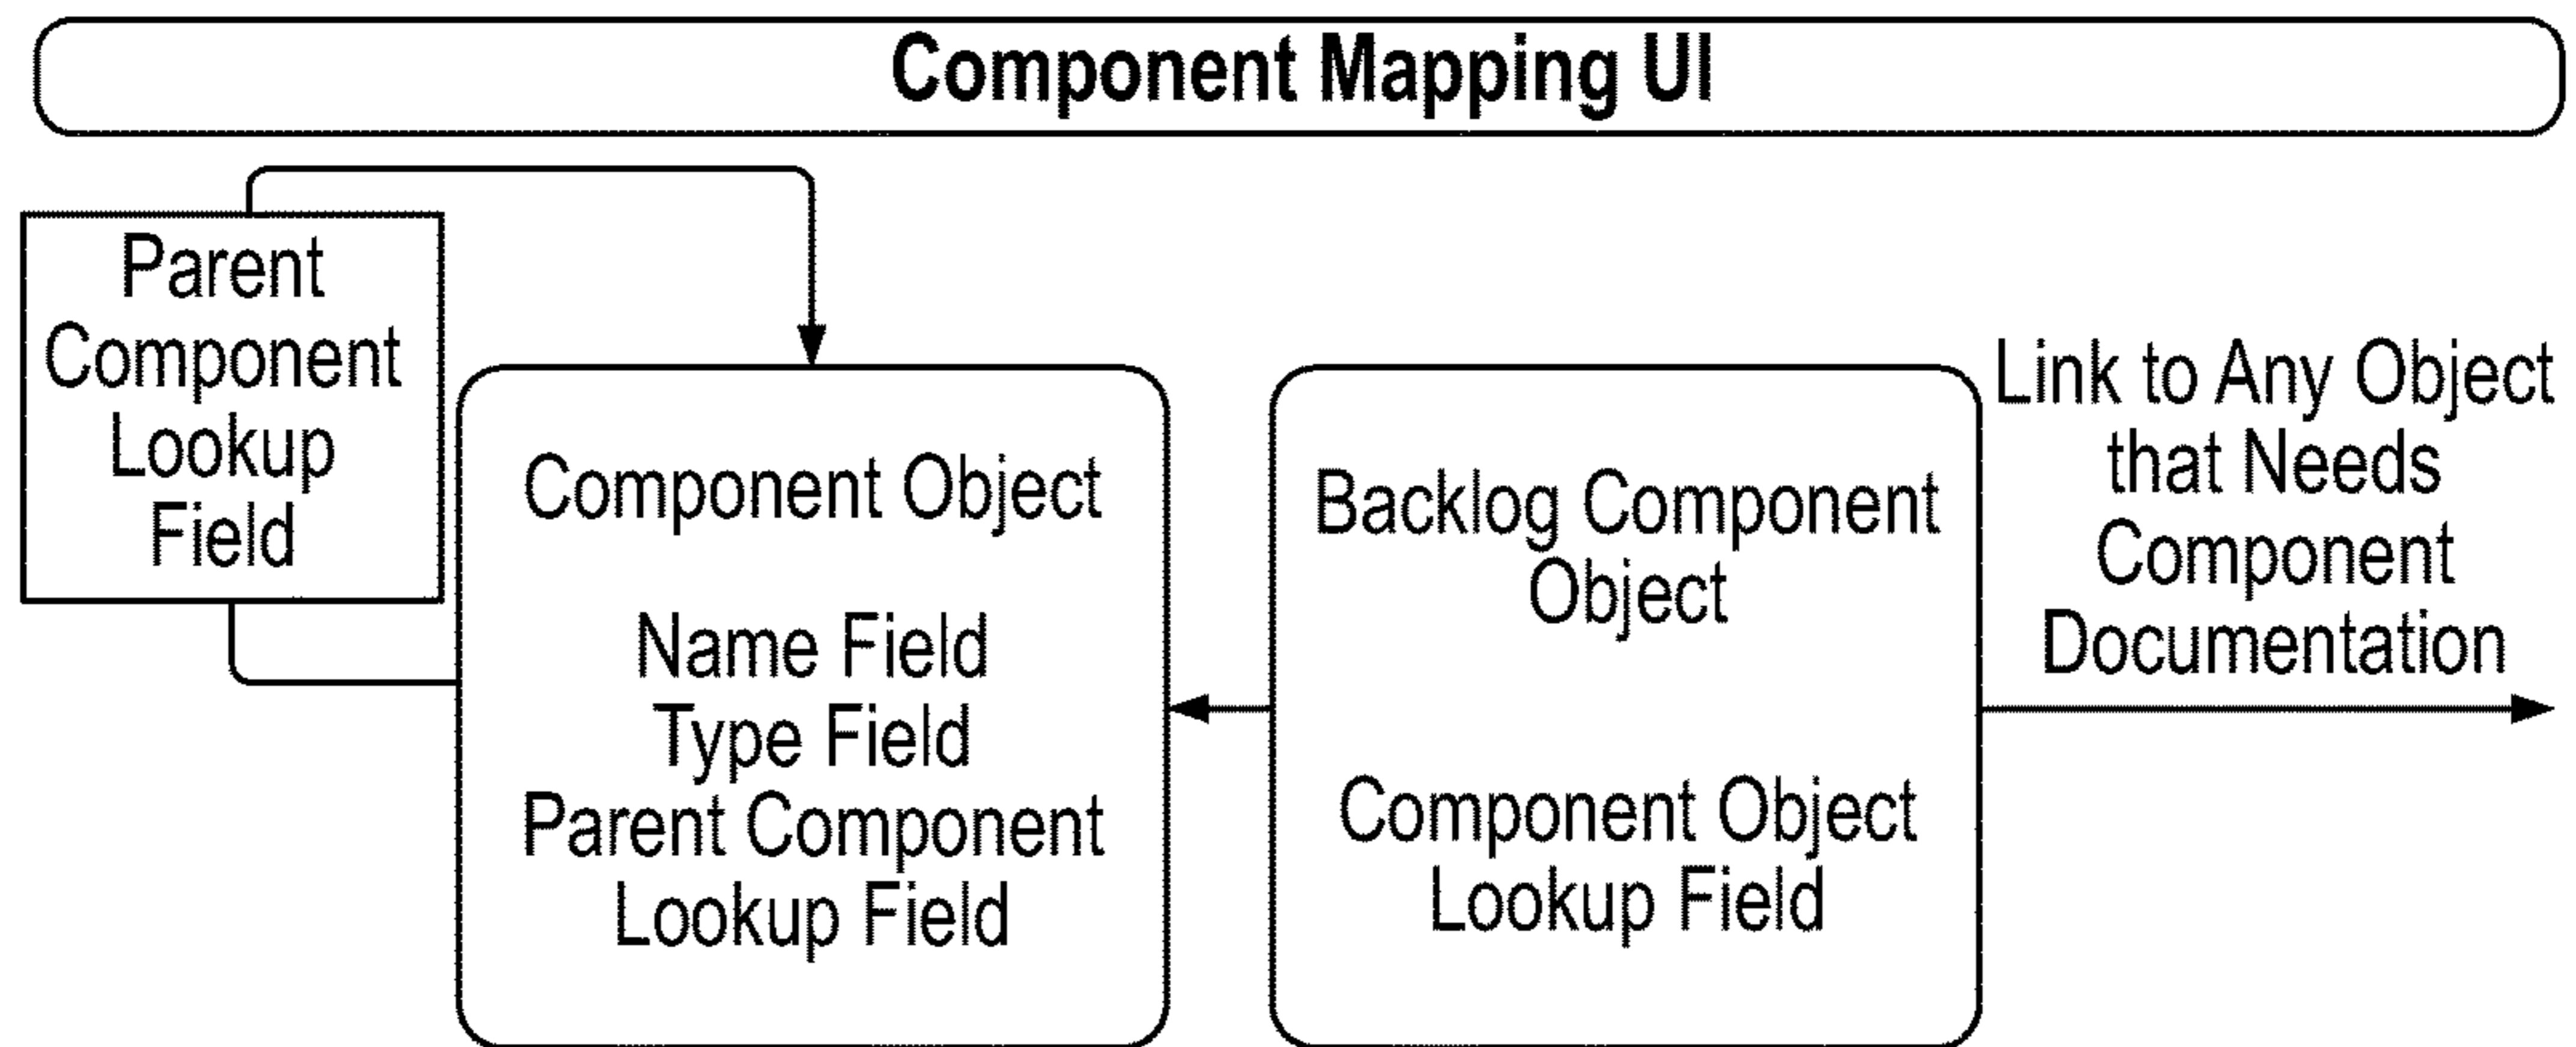 Component Mapping UI
Parent
Component
Lookup
Field
Component Object
Name Field
Type Field
Parent Component
Lookup Field
Backlog Component
Object
Component Object
Lookup Field
Link to Any Object
that Needs
Component
Documentation